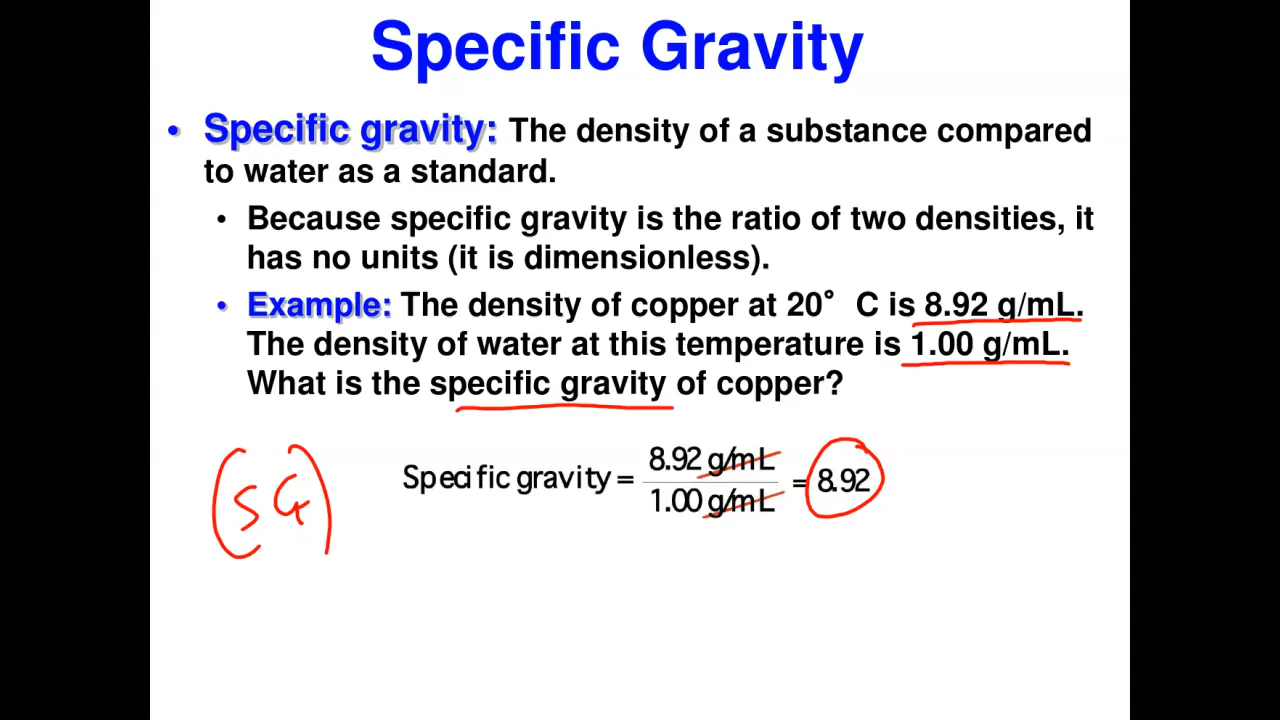 Specific Gravity
• Specific gravity: The density of a substance compared
to water as a standard.
• Because specific gravity is the ratio of two densities, it
has no units (it is dimensionless).
• Example: The density of copper at 20° C is 8.92 g/mL.
The density of water at this temperature is 1.00 g/mL.
What is the specific gravity of copper?
Specific gravity = 8.92 g/mL / 1.00 g/mL = 8.92
(SG)